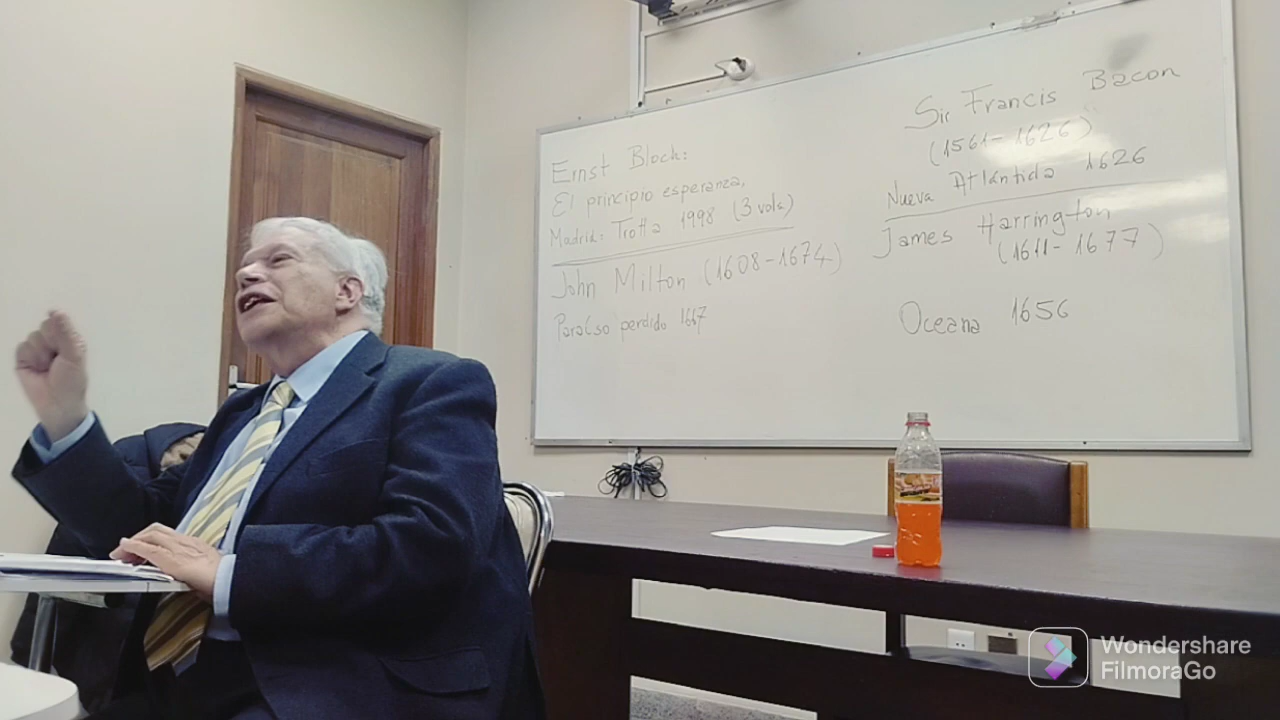 Ernst Bloch:
El principio esperanza,
Madrid: Trotta 1998 (3 vols)
John Milton (1608-1674)
Paraíso perdido 1667
Sir Francis Bacon
(1561-1626)
Nueva Atlántida 1626
James Harrington
(1611-1677)
Oceana 1656
Wondershare
FilmoraGo